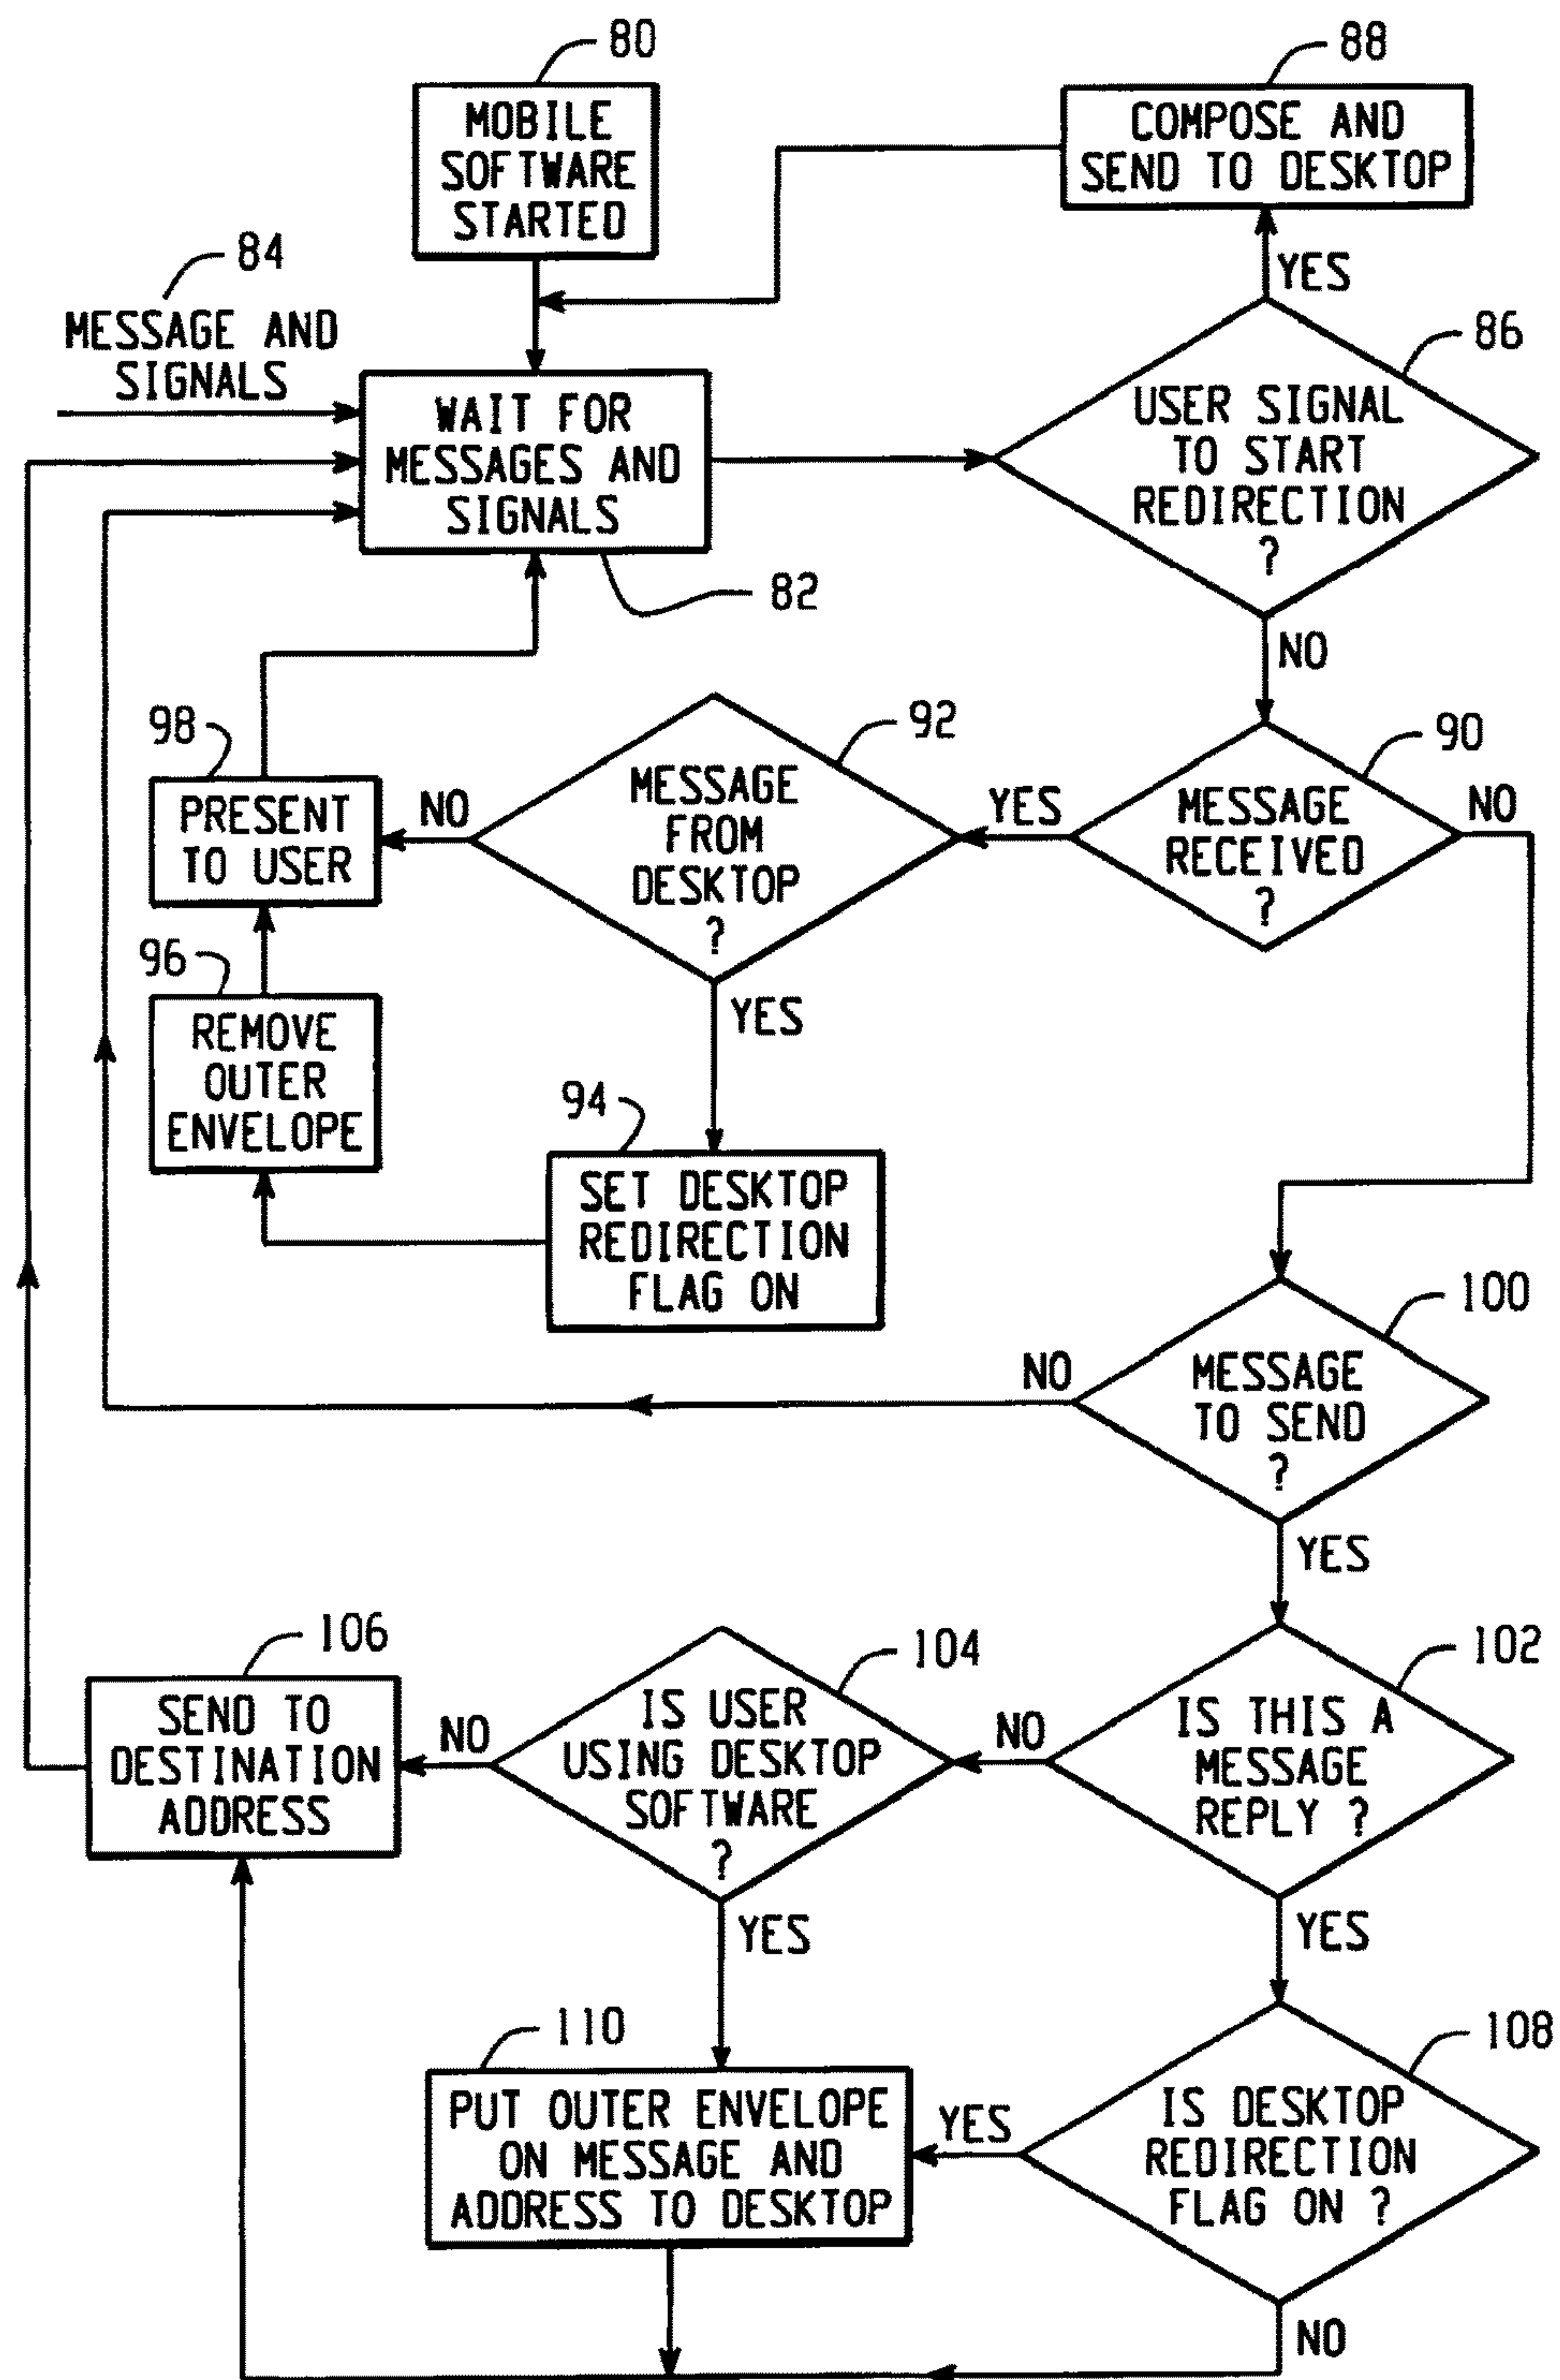 80
MOBILE
SOFTWARE
STARTED
88
COMPOSE AND
SEND TO DESKTOP
YES
84
MESSAGE AND
SIGNALS
86
USER SIGNAL
TO START
REDIRECTION
?
WAIT FOR
MESSAGES AND
SIGNALS
82
NO
98
PRESENT
TO USER
NO
92
MESSAGE
FROM
DESKTOP
?
YES
90
MESSAGE
RECEIVED
?
NO
96
REMOVE
OUTER
ENVELOPE
YES
94
SET DESKTOP
REDIRECTION
FLAG ON
100
MESSAGE
TO SEND
?
NO
YES
106
SEND TO
DESTINATION
ADDRESS
NO
104
IS USER
USING DESKTOP
SOFTWARE
?
NO
102
IS THIS A
MESSAGE
REPLY ?
YES
YES
110
PUT OUTER ENVELOPE
ON MESSAGE AND
ADDRESS TO DESKTOP
YES
108
IS DESKTOP
REDIRECTION
FLAG ON ?
NO